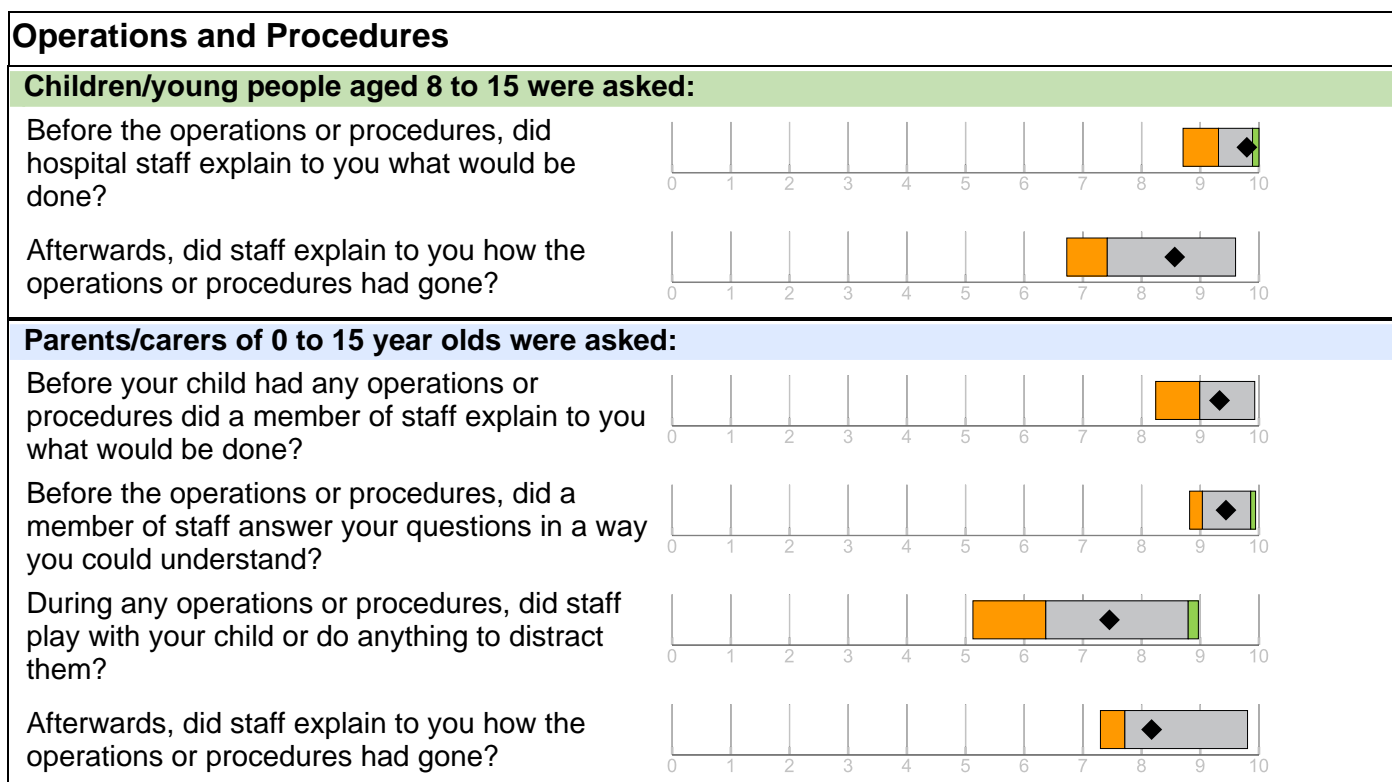 Operations and Procedures
Children/young people aged 8 to 15 were asked:
Before the operations or procedures, did
hospital staff explain to you what would be
done?
0 1 2 3 4 5 6 7 8 9 10
Afterwards, did staff explain to you how the
operations or procedures had gone?
0 1 2 3 4 5 6 7 8 9 10
Parents/carers of 0 to 15 year olds were asked:
Before your child had any operations or
procedures did a member of staff explain to you
what would be done?
0 1 2 3 4 5 6 7 8 9 10
Before the operations or procedures, did a
member of staff answer your questions in a way
you could understand?
0 1 2 3 4 5 6 7 8 9 10
During any operations or procedures, did staff
play with your child or do anything to distract
them?
0 1 2 3 4 5 6 7 8 9 10
Afterwards, did staff explain to you how the
operations or procedures had gone?
0 1 2 3 4 5 6 7 8 9 10